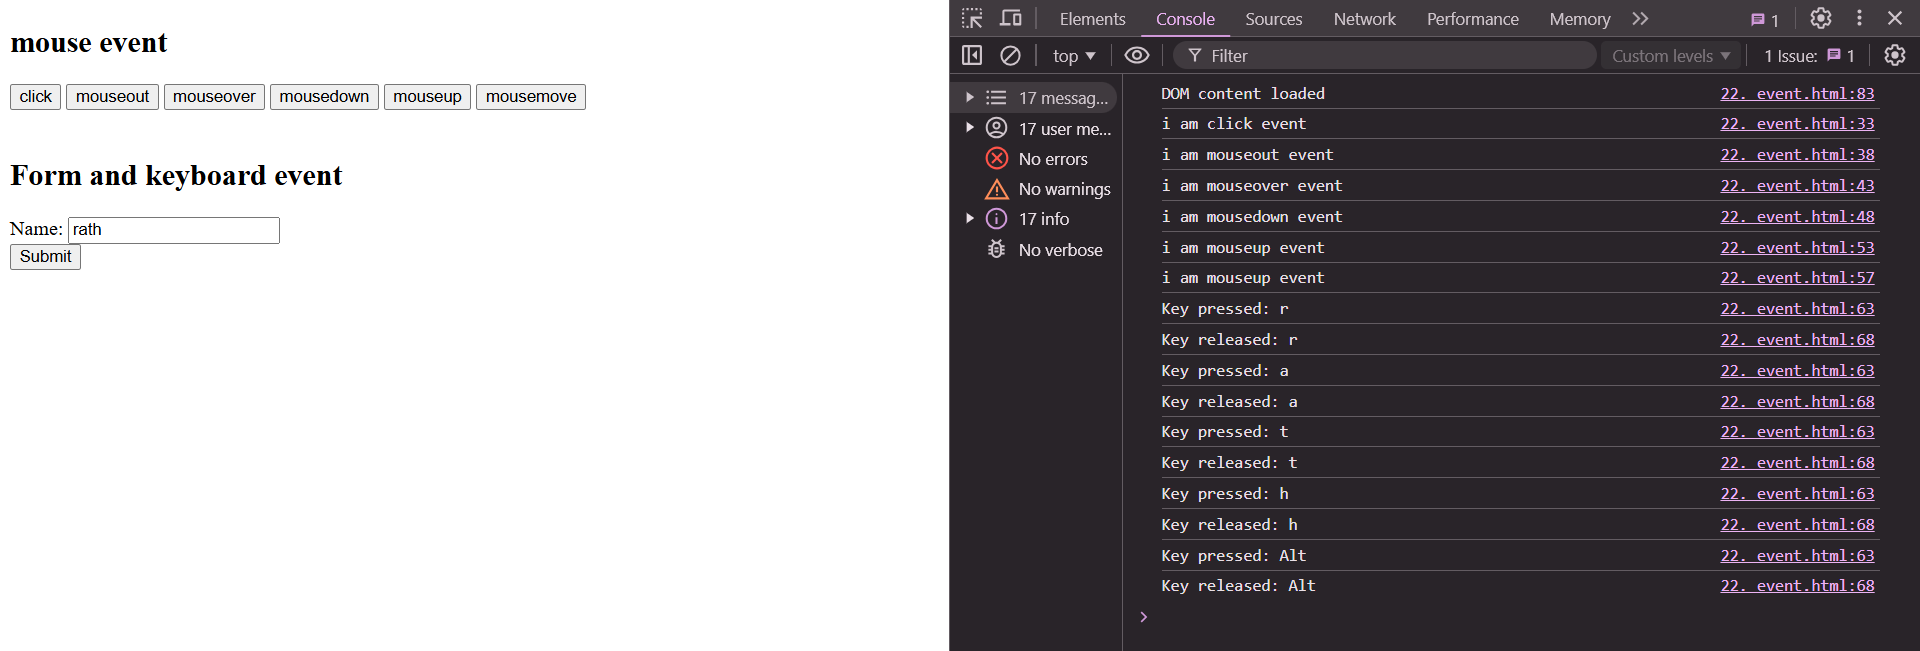 mouse event
click mouseout mouseover mousedown mouseup mousemove
Form and keyboard event
Name: rath
Submit
Elements Console Sources Network Performance Memory 1
top Filter Custom levels 1 Issue: 1
17 messag...
17 user me...
No errors
No warnings
17 info
No verbose
DOM content loaded 22. event.html:83
i am click event 22. event.html:33
i am mouseout event 22. event.html:38
i am mouseover event 22. event.html:43
i am mousedown event 22. event.html:48
i am mouseup event 22. event.html:53
i am mouseup event 22. event.html:57
Key pressed: r 22. event.html:63
Key released: r 22. event.html:68
Key pressed: a 22. event.html:63
Key released: a 22. event.html:68
Key pressed: t 22. event.html:63
Key released: t 22. event.html:68
Key pressed: h 22. event.html:63
Key released: h 22. event.html:68
Key pressed: Alt 22. event.html:63
Key released: Alt 22. event.html:68